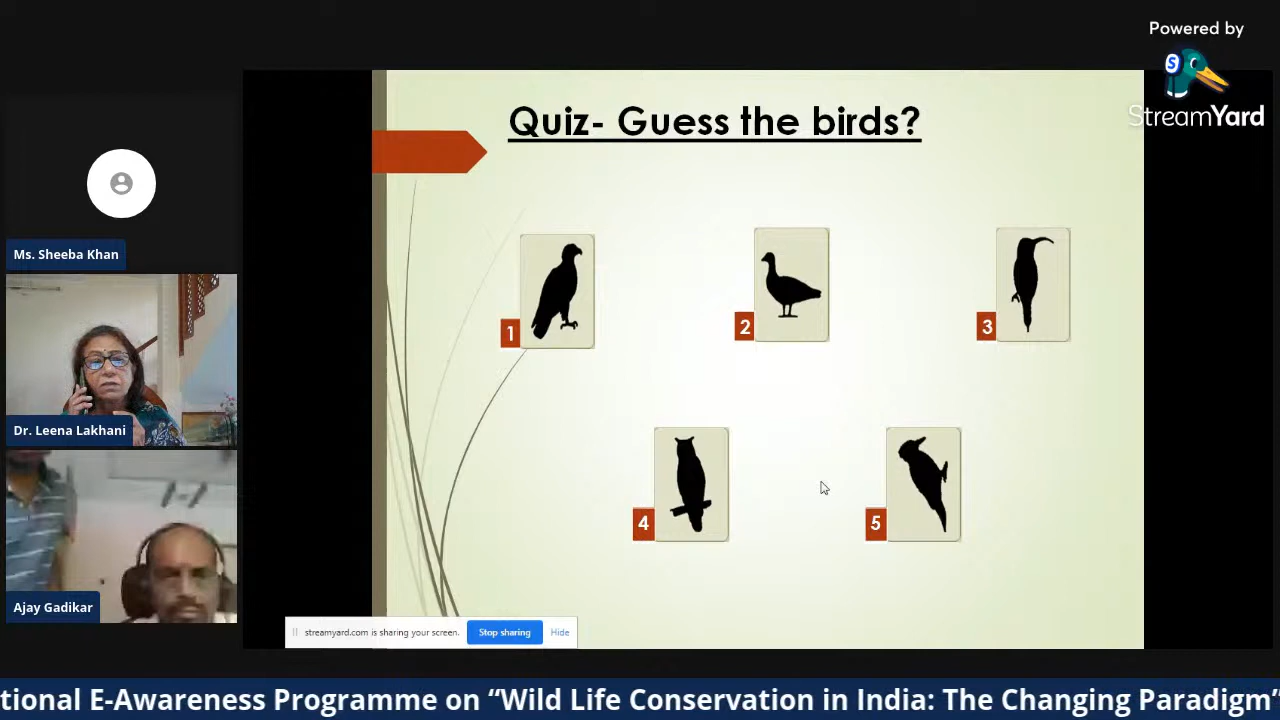 Powered by
S
StreamYard
Quiz- Guess the birds?
Ms. Sheeba Khan
1
2
3
Dr. Leena Lakhani
4
5
Ajay Gadikar
streamyard.com is sharing your screen.
Stop sharing
Hide
tional E-Awareness Programme on “Wild Life Conservation in India: The Changing Paradigm”